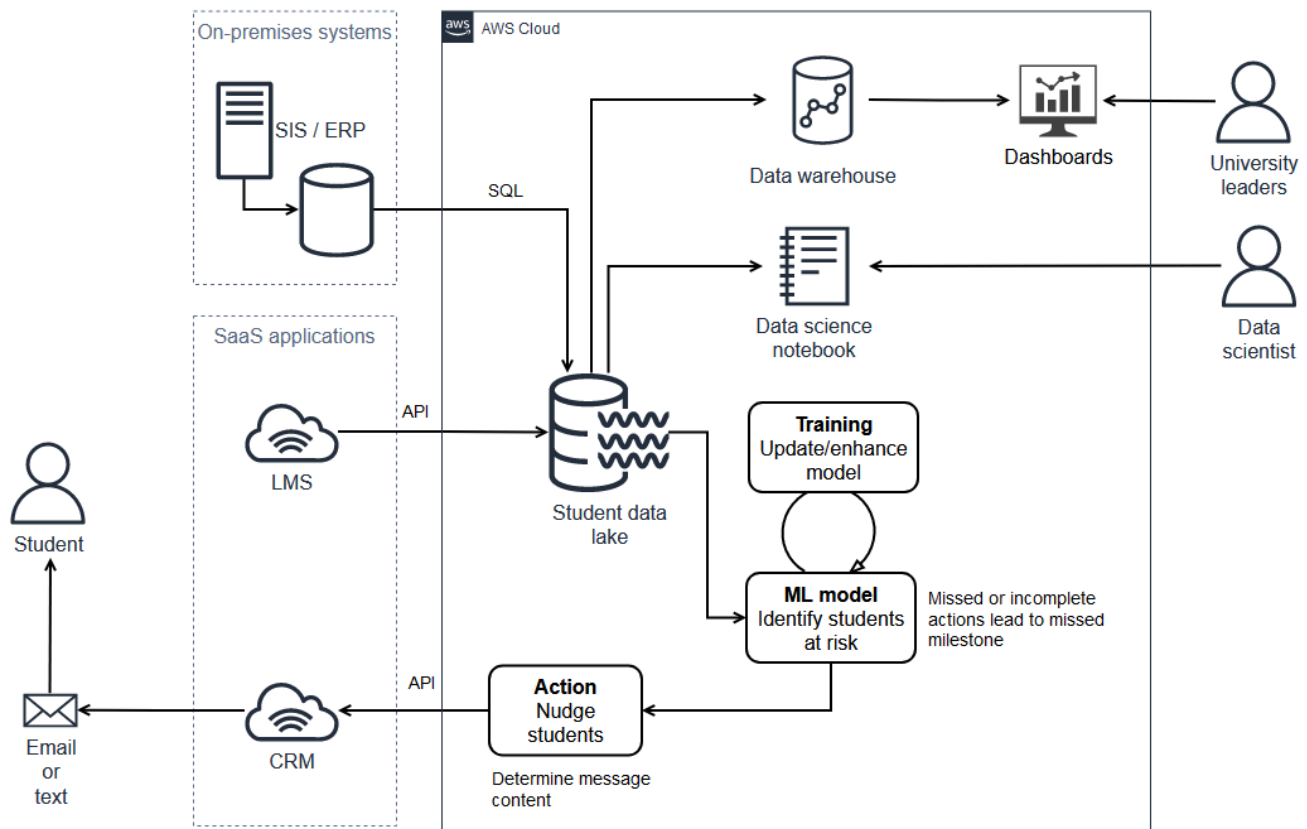 On-premises systems
aws
AWS Cloud
SIS / ERP
Data warehouse
Dashboards
University
leaders
SQL
Data science
notebook
Data
scientist
SaaS applications
LMS
API
Student data
lake
Training
Update/enhance
model
Student
ML model
Identify students
at risk
Missed or incomplete
actions lead to missed
milestone
Action
Nudge
students
API
CRM
Email
or
text
Determine message
content